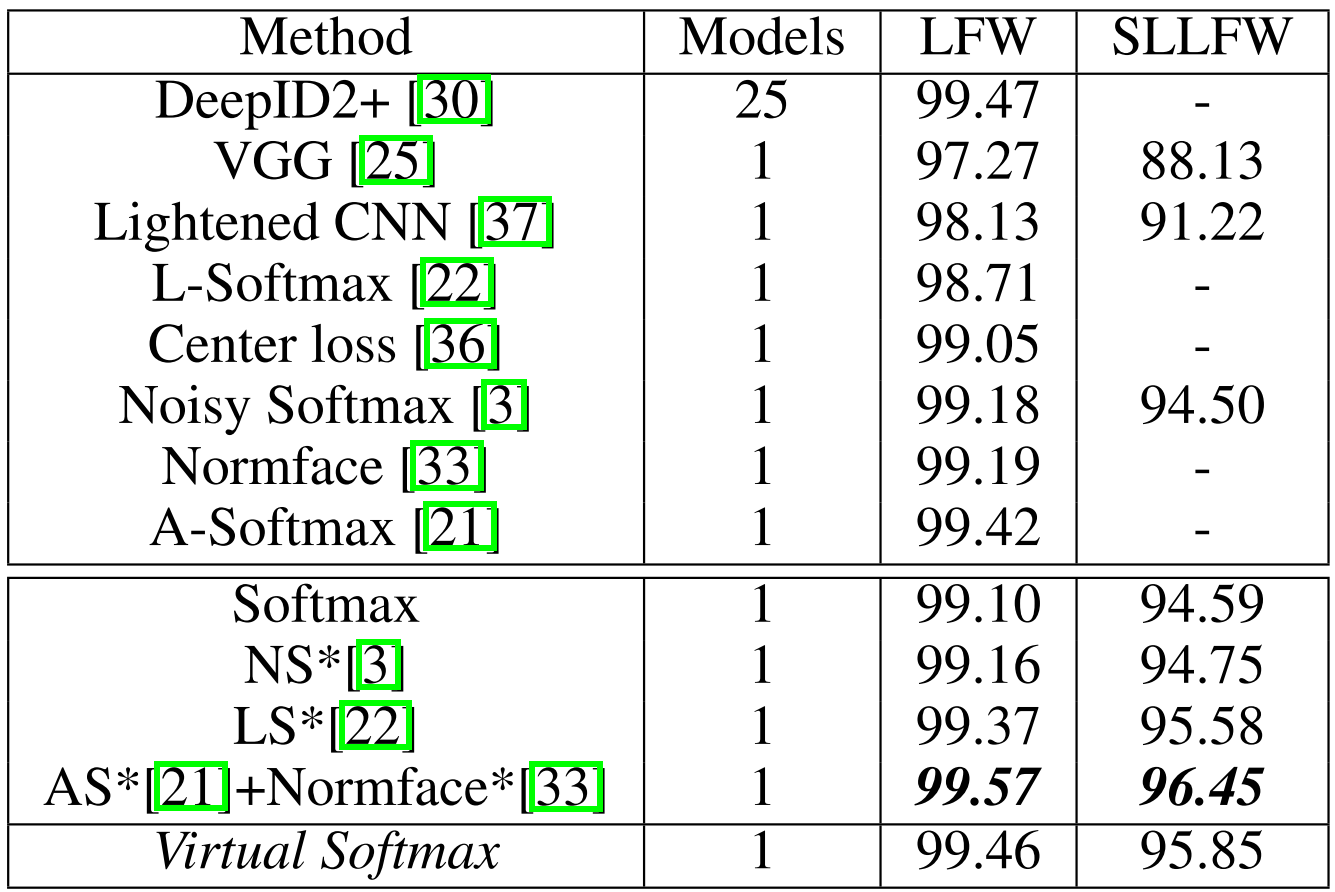 Method Models LFW SLLFW
DeepID2+ [30] 25 99.47 -
VGG [25] 1 97.27 88.13
Lightened CNN [37] 1 98.13 91.22
L-Softmax [22] 1 98.71 -
Center loss [36] 1 99.05 -
Noisy Softmax [3] 1 99.18 94.50
Normface [33] 1 99.19 -
A-Softmax [21] 1 99.42 -
Softmax 1 99.10 94.59
NS*[3] 1 99.16 94.75
LS*[22] 1 99.37 95.58
AS*[21]+Normface*[33] 1 99.57 96.45
Virtual Softmax 1 99.46 95.85